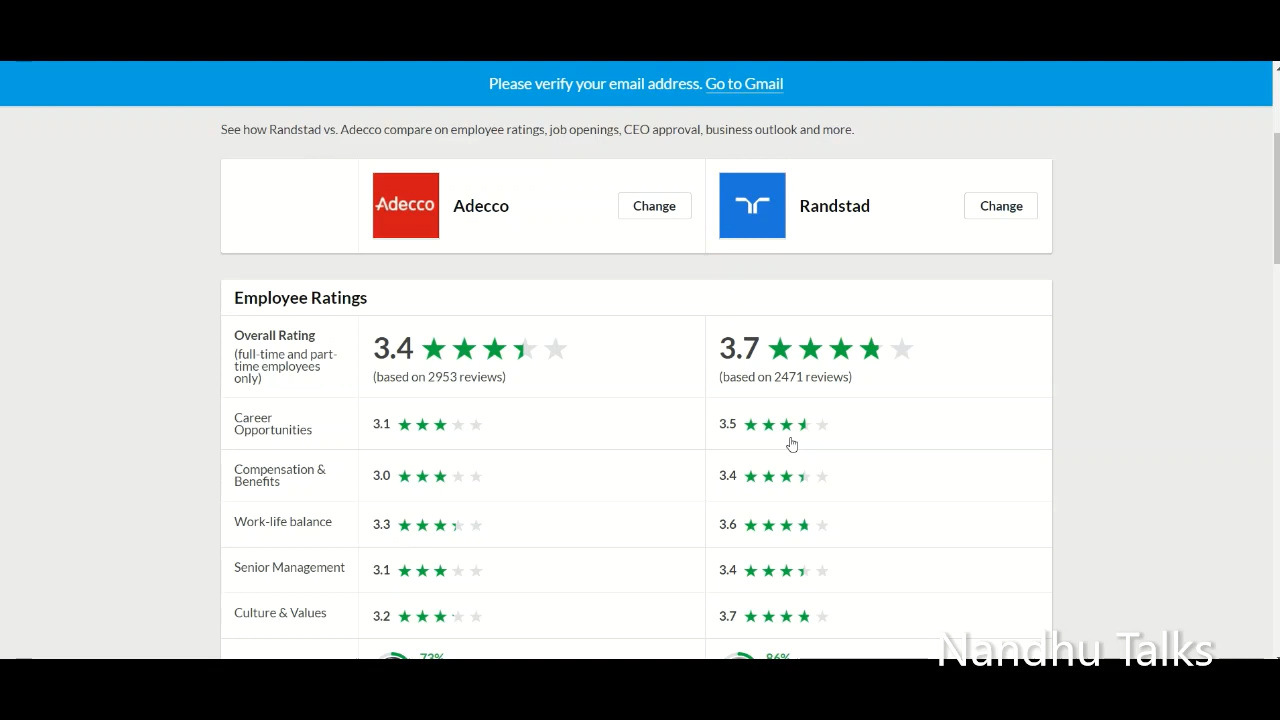 Please verify your email address. Go to Gmail
See how Randstad vs. Adecco compare on employee ratings, job openings, CEO approval, business outlook and more.
Adecco Adecco Change Randstad Change
Employee Ratings
Overall Rating
(full-time and part-
time employees
only)
3.4
(based on 2953 reviews)
3.7
(based on 2471 reviews)
Career
Opportunities
3.1 3.5
Compensation &
Benefits
3.0 3.4
Work-life balance 3.3 3.6
Senior Management 3.1 3.4
Culture & Values 3.2 3.7
73% 86%
Nandhu Talks